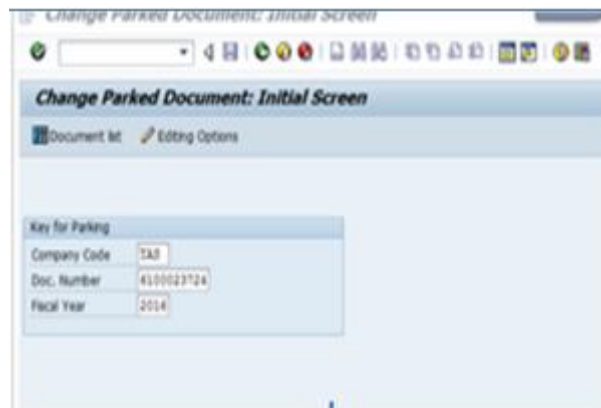 Change Parked Document: Initial Screen
Change Parked Document: Initial Screen
Document list Editing Options
Key for Parking
Company Code
Doc. Number 4100023724
Fiscal Year 2014